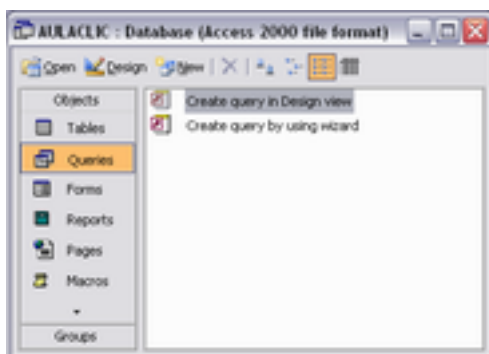 AULACLIC : Database (Access 2000 file format)
Open Design New
Objects
Tables
Queries
Forms
Reports
Pages
Macros
Groups
Create query in Design view
Create query by using wizard